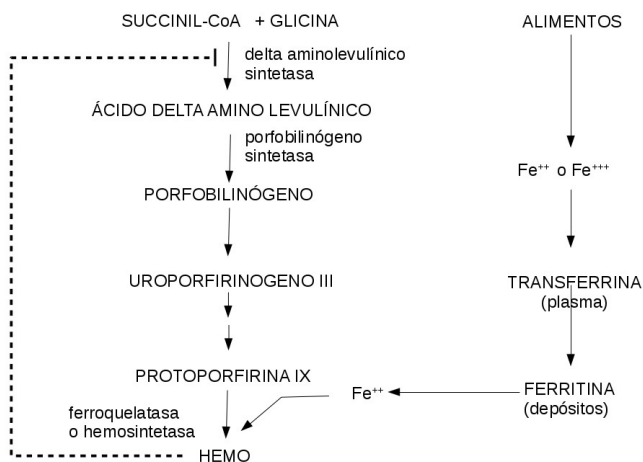 SUCCINIL-CoA + GLICINA
delta aminolevulínico
sintetasa
ÁCIDO DELTA AMINO LEVULÍNICO
porfobilinógeno
sintetasa
PORFOBILINÓGENO
UROPORFIRINOGENO III
PROTOPORFIRINA IX
ferroquelatasa
o hemosintetasa
HEMO
ALIMENTOS
Fe⁺⁺ o Fe⁺⁺⁺
TRANSFERRINA
(plasma)
FERRITINA
(depósitos)
Fe⁺⁺